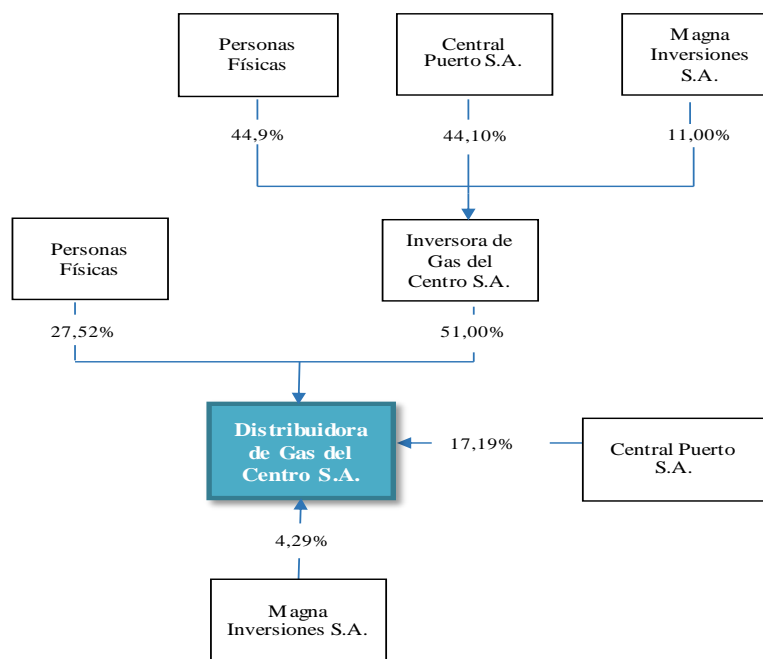 Personas
Físicas
Central
Puerto S.A.
Magna
Inversiones
S.A.
44,9%
44,10%
11,00%
Personas
Físicas
Inversora de
Gas del
Centro S.A.
27,52%
51,00%
Distribuidora
de Gas del
Centro S.A.
17,19%
Central Puerto
S.A.
4,29%
Magna
Inversiones S.A.